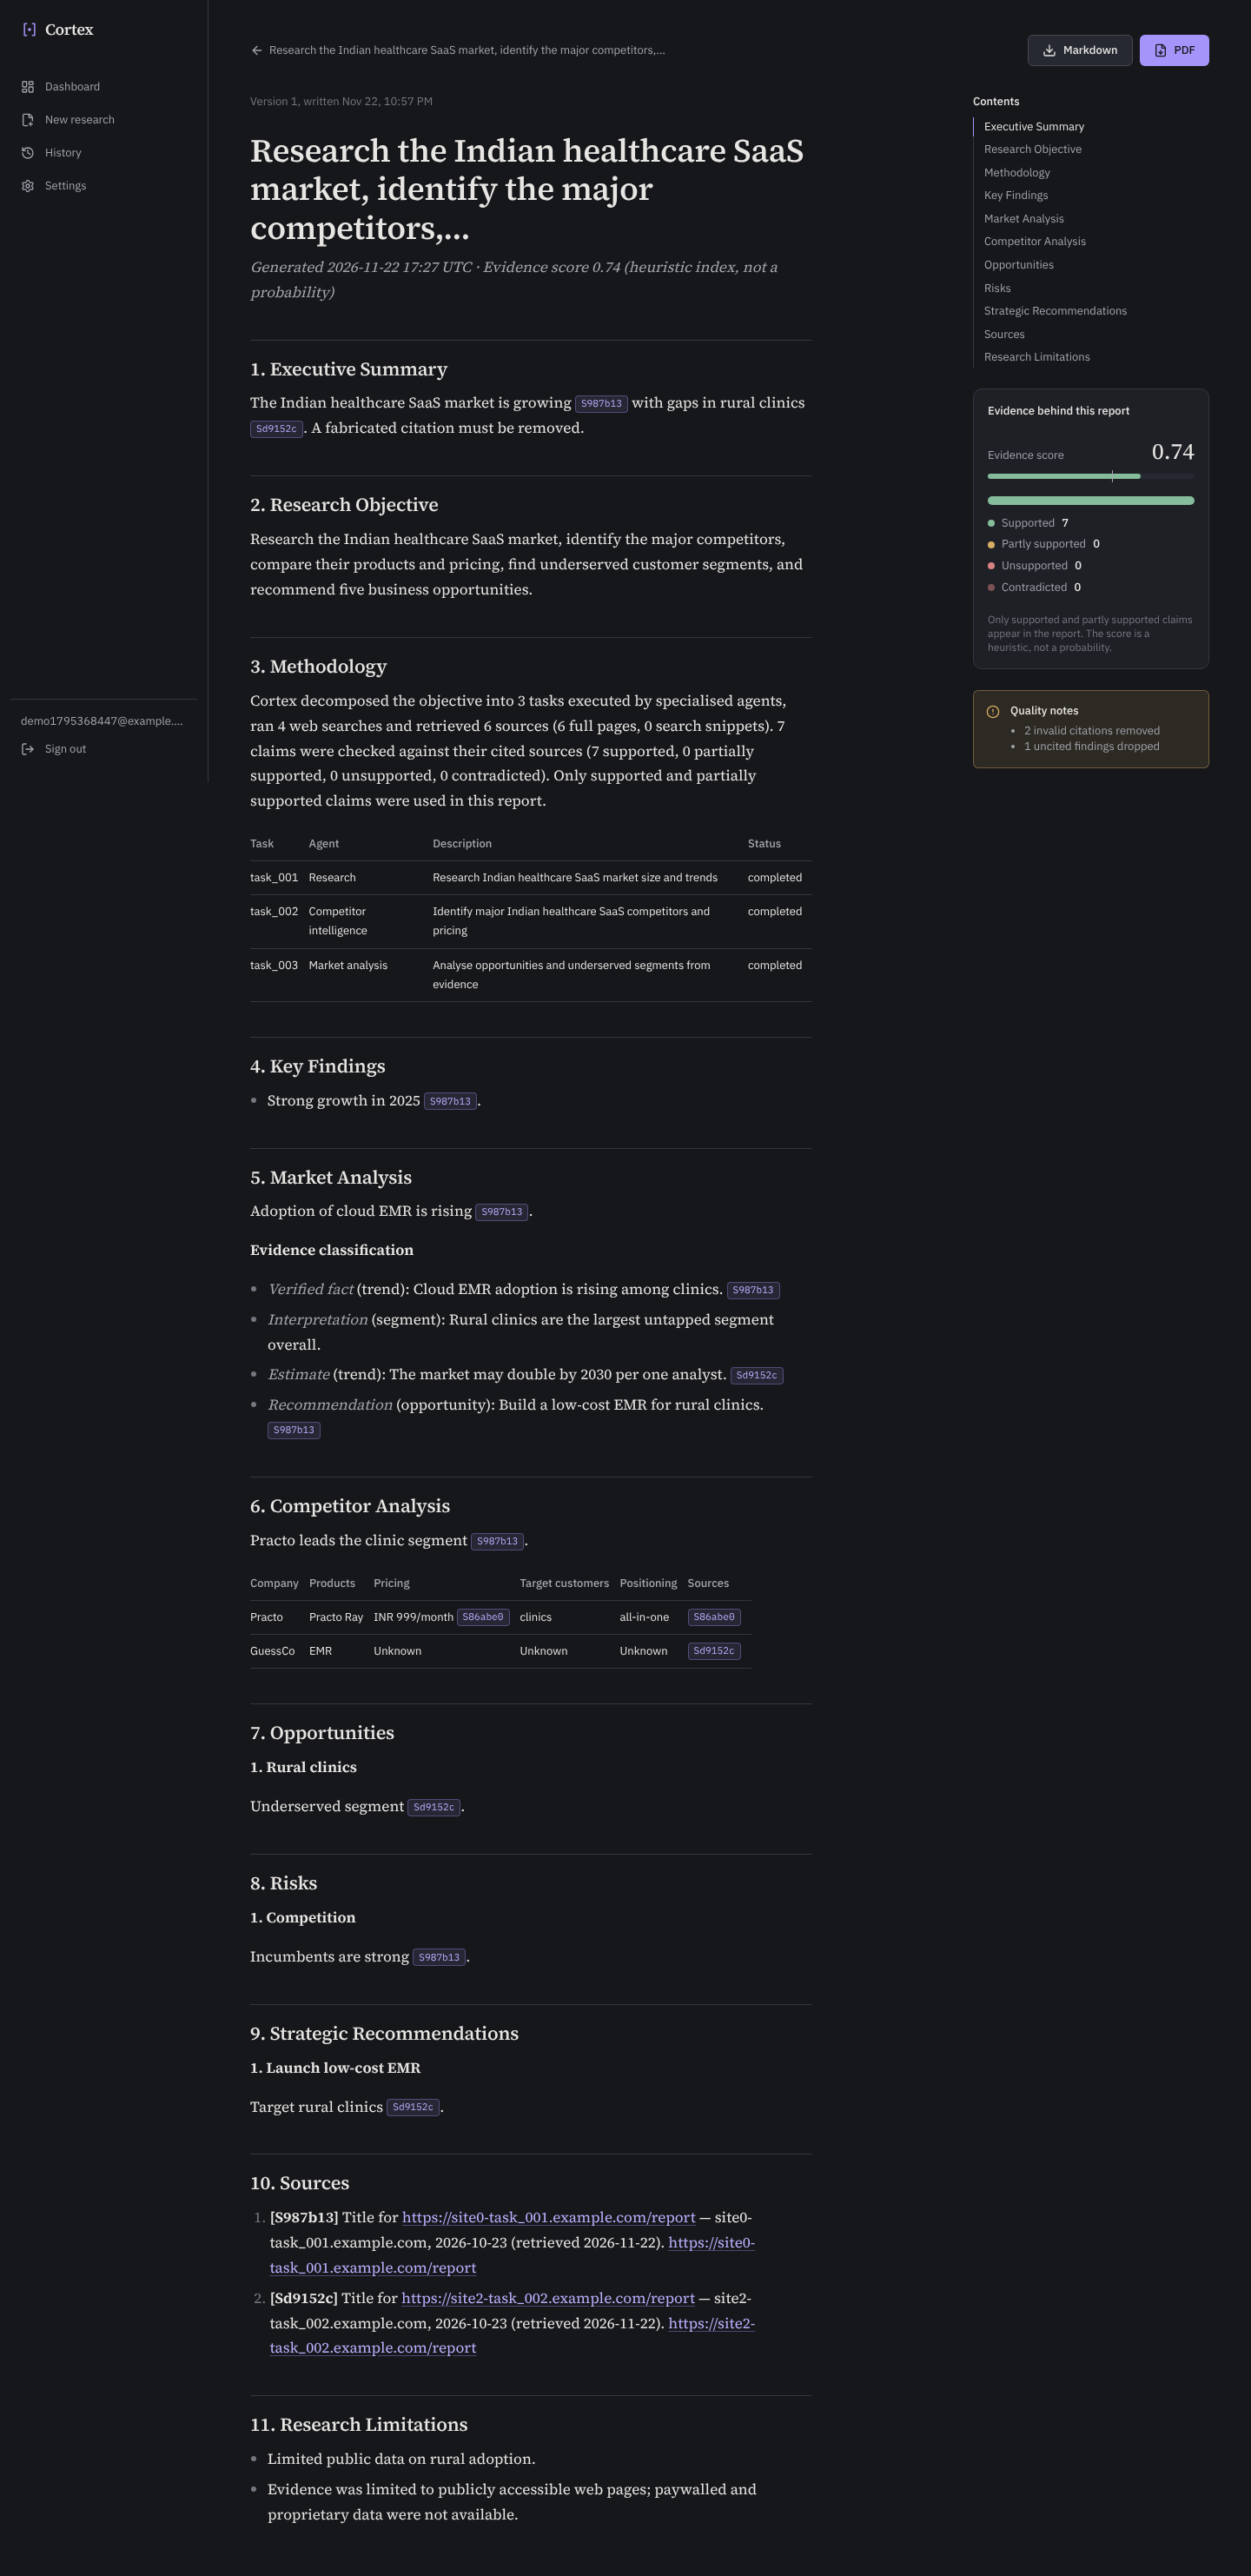 Cortex
Dashboard
New research
History
Settings
demo1795368447@example....
Sign out
Research the Indian healthcare SaaS market, identify the major competitors,...
Markdown
PDF
Version 1, written Nov 22, 10:57 PM
Research the Indian healthcare SaaS
market, identify the major
competitors,...
Generated 2026-11-22 17:27 UTC · Evidence score 0.74 (heuristic index, not a
probability)
1. Executive Summary
The Indian healthcare SaaS market is growing S987b13 with gaps in rural clinics
Sd9152c. A fabricated citation must be removed.
2. Research Objective
Research the Indian healthcare SaaS market, identify the major competitors,
compare their products and pricing, find underserved customer segments, and
recommend five business opportunities.
3. Methodology
Cortex decomposed the objective into 3 tasks executed by specialised agents,
ran 4 web searches and retrieved 6 sources (6 full pages, 0 search snippets). 7
claims were checked against their cited sources (7 supported, 0 partially
supported, 0 unsupported, 0 contradicted). Only supported and partially
supported claims were used in this report.
Task Agent Description Status
task_001 Research Research Indian healthcare SaaS market size and trends completed
task_002 Competitor Identify major Indian healthcare SaaS competitors and completed
intelligence pricing
task_003 Market analysis Analyse opportunities and underserved segments from completed
evidence
4. Key Findings
• Strong growth in 2025 S987b13.
5. Market Analysis
Adoption of cloud EMR is rising S987b13.
Evidence classification
• Verified fact (trend): Cloud EMR adoption is rising among clinics. S987b13
• Interpretation (segment): Rural clinics are the largest untapped segment
overall.
• Estimate (trend): The market may double by 2030 per one analyst. Sd9152c
• Recommendation (opportunity): Build a low-cost EMR for rural clinics.
S987b13
6. Competitor Analysis
Practo leads the clinic segment S987b13.
Company Products Pricing Target customers Positioning Sources
Practo Practo Ray INR 999/month S86abe0 clinics all-in-one S86abe0
GuessCo EMR Unknown Unknown Unknown Sd9152c
7. Opportunities
1. Rural clinics
Underserved segment Sd9152c.
8. Risks
1. Competition
Incumbents are strong S987b13.
9. Strategic Recommendations
1. Launch low-cost EMR
Target rural clinics Sd9152c.
10. Sources
1. [S987b13] Title for https://site0-task_001.example.com/report — site0-
task_001.example.com, 2026-10-23 (retrieved 2026-11-22). https://site0-
task_001.example.com/report
2. [Sd9152c] Title for https://site2-task_002.example.com/report — site2-
task_002.example.com, 2026-10-23 (retrieved 2026-11-22). https://site2-
task_002.example.com/report
11. Research Limitations
• Limited public data on rural adoption.
• Evidence was limited to publicly accessible web pages; paywalled and
proprietary data were not available.
Contents
Executive Summary
Research Objective
Methodology
Key Findings
Market Analysis
Competitor Analysis
Opportunities
Risks
Strategic Recommendations
Sources
Research Limitations
Evidence behind this report
Evidence score 0.74
Supported 7
Partly supported 0
Unsupported 0
Contradicted 0
Only supported and partly supported claims
appear in the report. The score is a
heuristic, not a probability.
Quality notes
• 2 invalid citations removed
• 1 uncited findings dropped